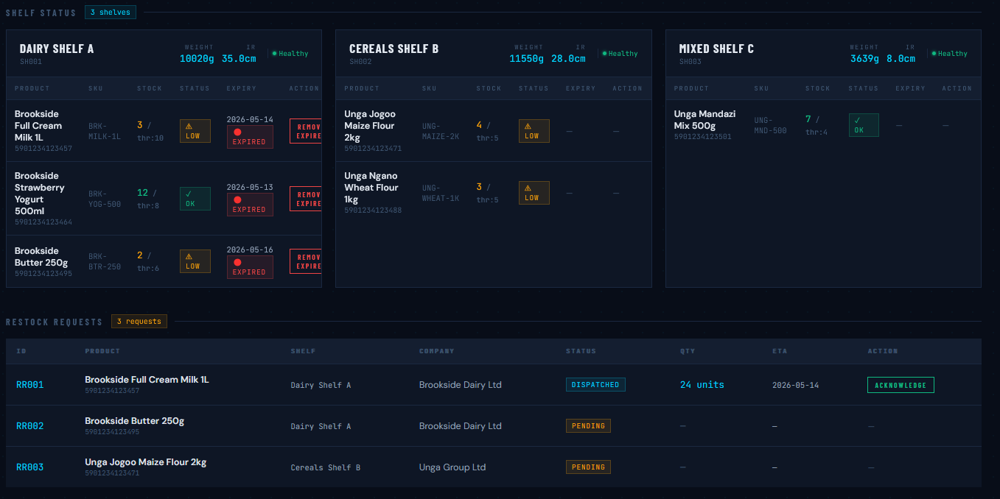 SHELF STATUS 3 shelves
DAIRY SHELF A
SH001
WEIGHT IR
10020g 35.0cm
Healthy
PRODUCT SKU STOCK STATUS EXPIRY ACTION
Brookside
Full Cream
Milk 1L
5901234123457
BRK-
MILK-1L
3 /
thr:10
⚠
LOW
2026-05-14
EXPIRED
REMOV
EXPIRE
Brookside
Strawberry
Yogurt
500ml
5901234123464
BRK-
YOG-500
12 /
thr:8
✓
OK
2026-05-13
EXPIRED
REMOV
EXPIRE
Brookside
Butter 250g
5901234123495
BRK-
BTR-250
2 /
thr:6
⚠
LOW
2026-05-16
EXPIRED
REMOV
EXPIRE
CEREALS SHELF B
SH002
WEIGHT IR
11550g 28.0cm
Healthy
PRODUCT SKU STOCK STATUS EXPIRY ACTION
Unga Jogoo
Maize Flour
2kg
5901234123471
UNG-
MAIZE-2K
4 /
thr:5
⚠
LOW
— —
Unga Ngano
Wheat Flour
1kg
5901234123488
UNG-
WHEAT-1K
3 /
thr:5
⚠
LOW
— —
MIXED SHELF C
SH003
WEIGHT IR
3639g 8.0cm
Healthy
PRODUCT SKU STOCK STATUS EXPIRY ACTION
Unga Mandazi
Mix 500g
5901234123501
UNG-
MND-500
7 /
thr:4
✓
OK
— —
RESTOCK REQUESTS 3 requests
ID PRODUCT SHELF COMPANY STATUS QTY ETA ACTION
RR001 Brookside Full Cream Milk 1L Dairy Shelf A Brookside Dairy Ltd DISPATCHED 24 units 2026-05-14 ACKNOWLEDGE
5901234123457
RR002 Brookside Butter 250g Dairy Shelf A Brookside Dairy Ltd PENDING — — —
5901234123495
RR003 Unga Jogoo Maize Flour 2kg Cereals Shelf B Unga Group Ltd PENDING — — —
5901234123471